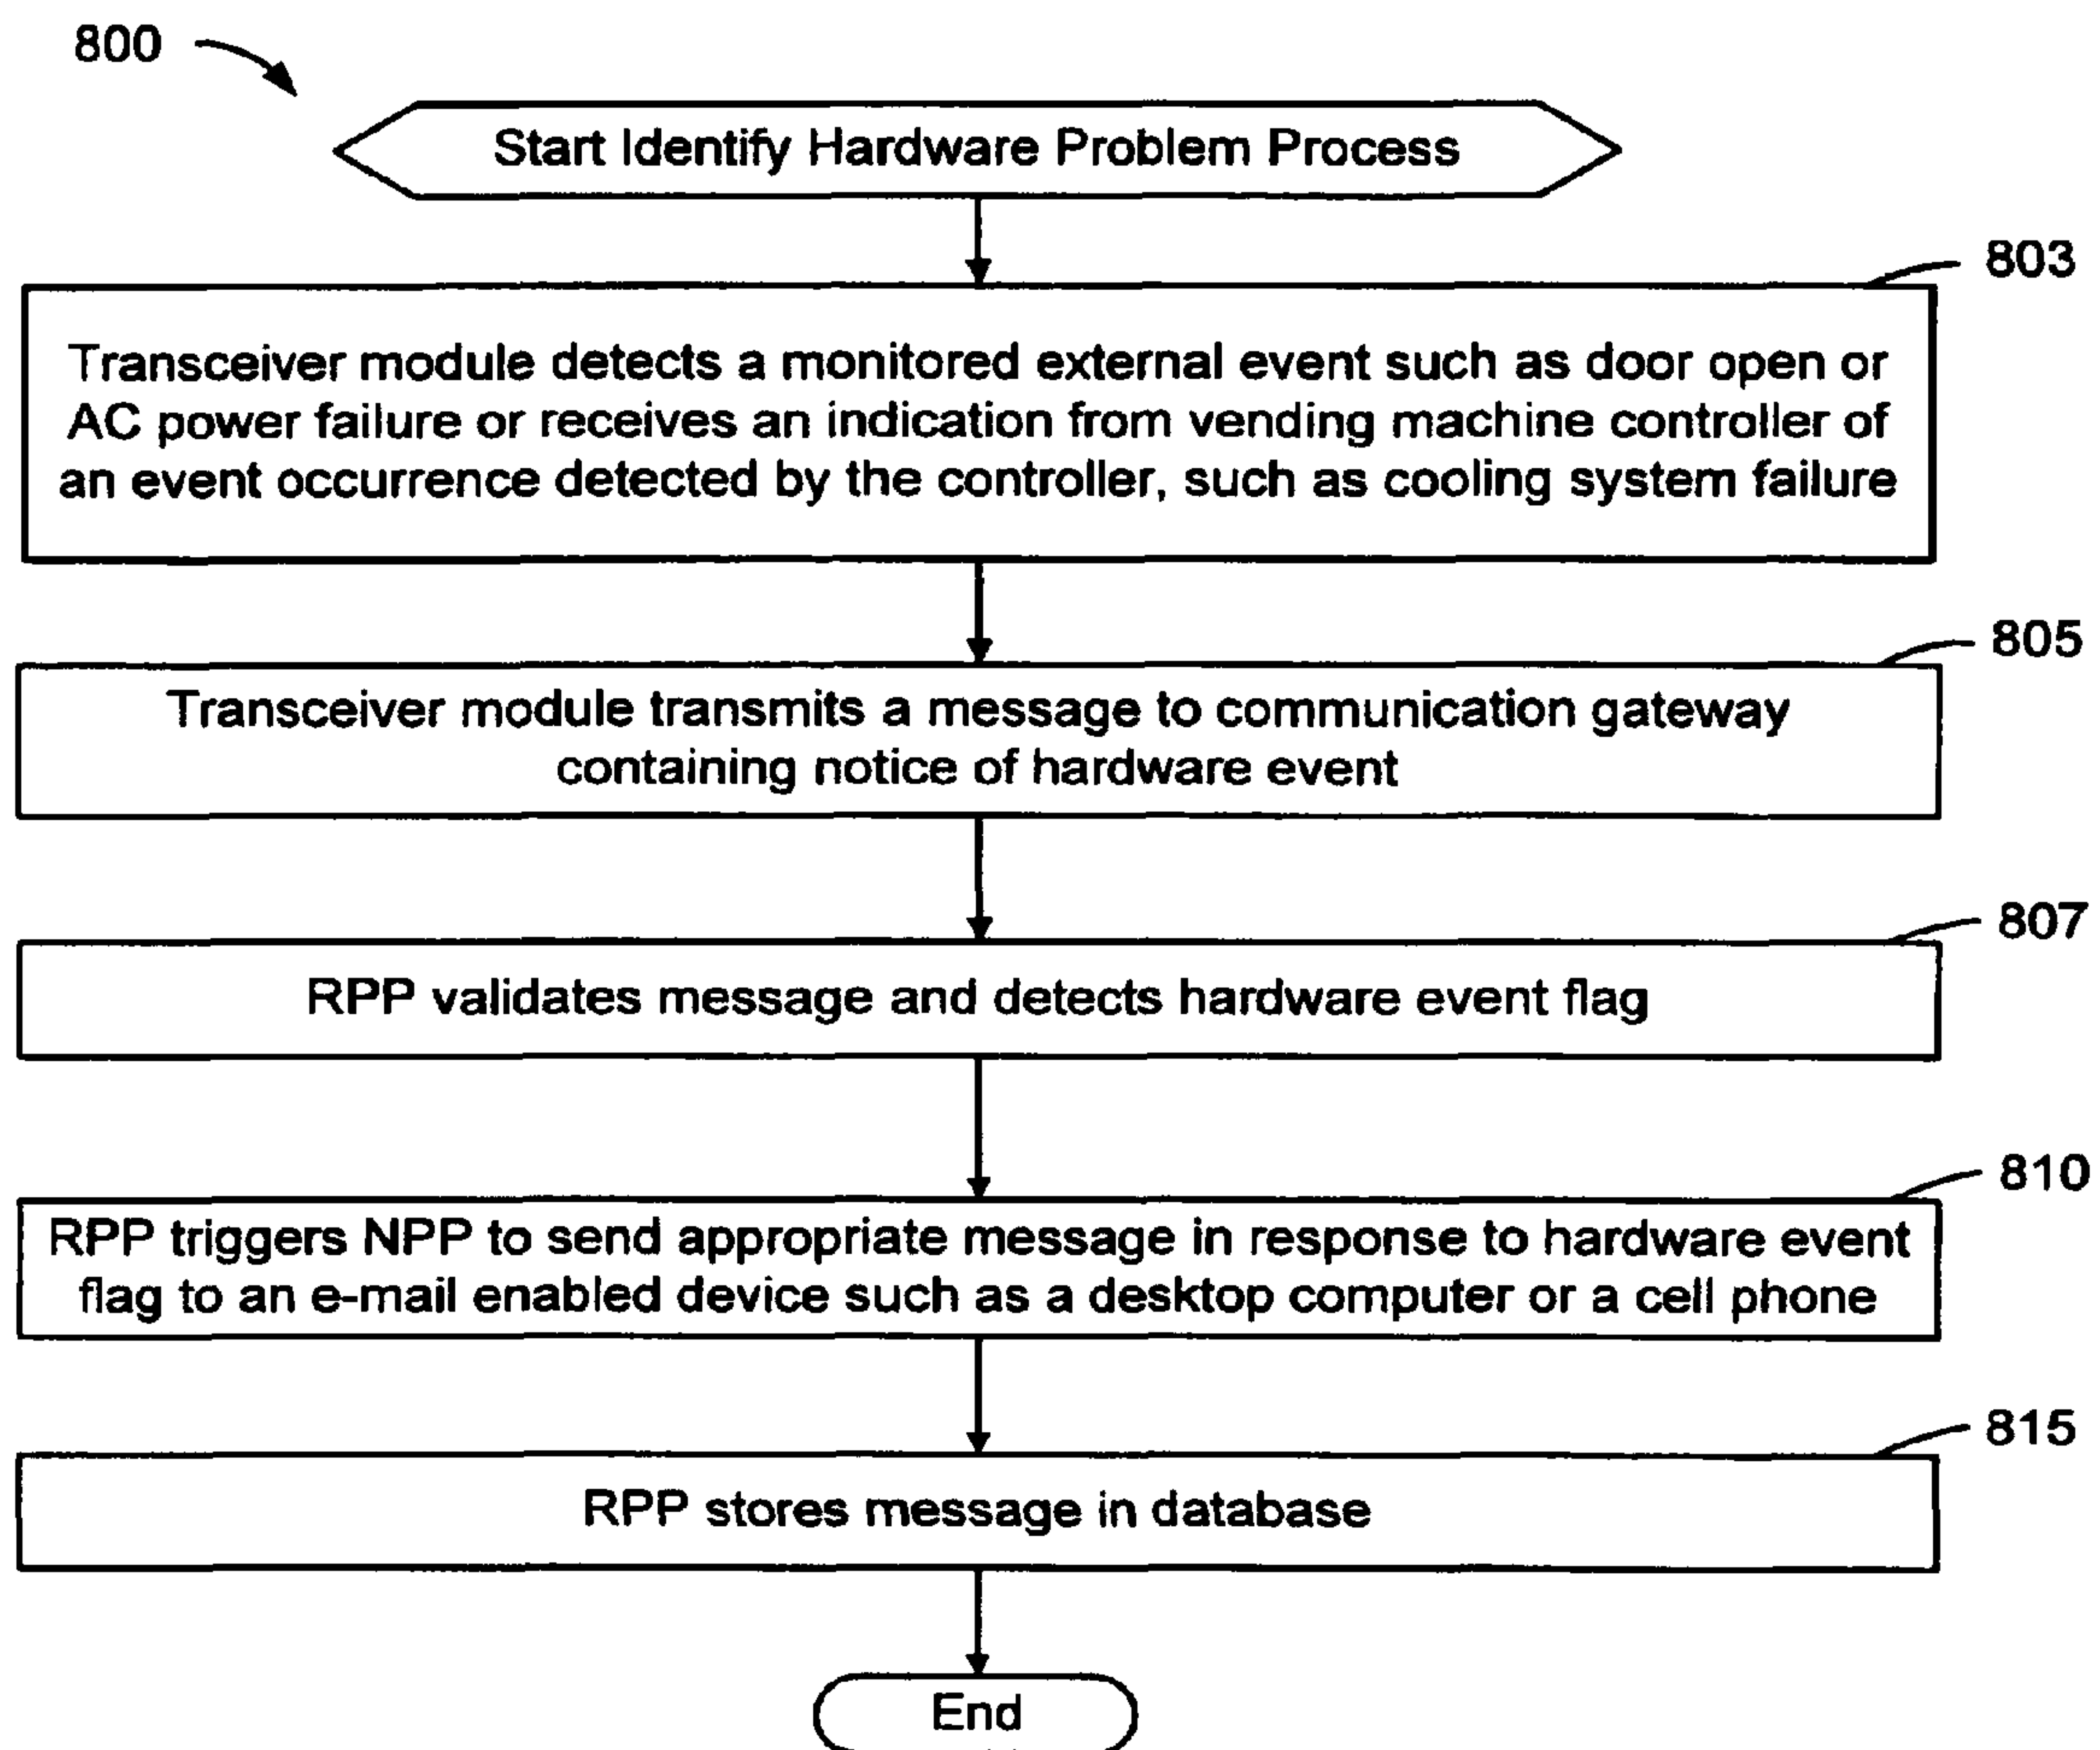 800
Start Identify Hardware Problem Process
803
Transceiver module detects a monitored external event such as door open or
AC power failure or receives an indication from vending machine controller of
an event occurrence detected by the controller, such as cooling system failure
805
Transceiver module transmits a message to communication gateway
containing notice of hardware event
807
RPP validates message and detects hardware event flag
810
RPP triggers NPP to send appropriate message in response to hardware event
flag to an e-mail enabled device such as a desktop computer or a cell phone
815
RPP stores message in database
End